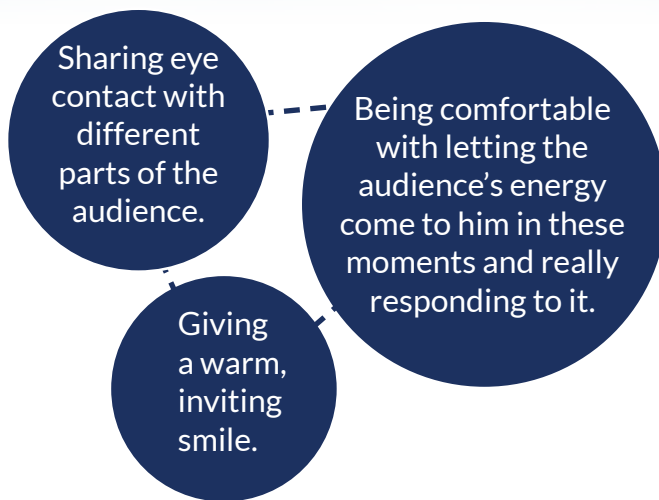 Sharing eye
contact with
different
parts of the
audience.
Being comfortable
with letting the
audience’s energy
come to him in these
moments and really
responding to it.
Giving
a warm,
inviting
smile.